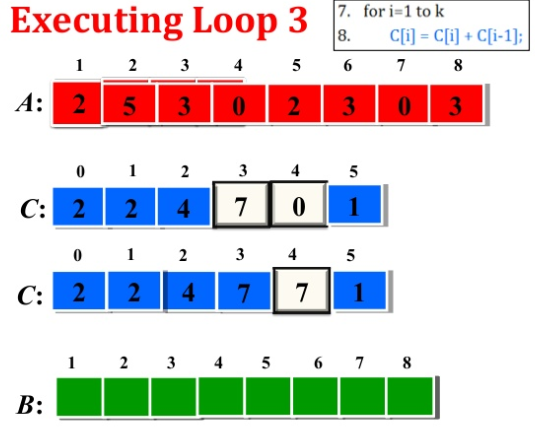 Executing Loop 3
7. for i=1 to k
8. C[i] = C[i] + C[i-1];
1 2 3 4 5 6 7 8
A: 2 5 3 0 2 3 0 3
0 1 2 3 4 5
C: 2 2 4 7 0 1
0 1 2 3 4 5
C: 2 2 4 7 7 1
1 2 3 4 5 6 7 8
B: